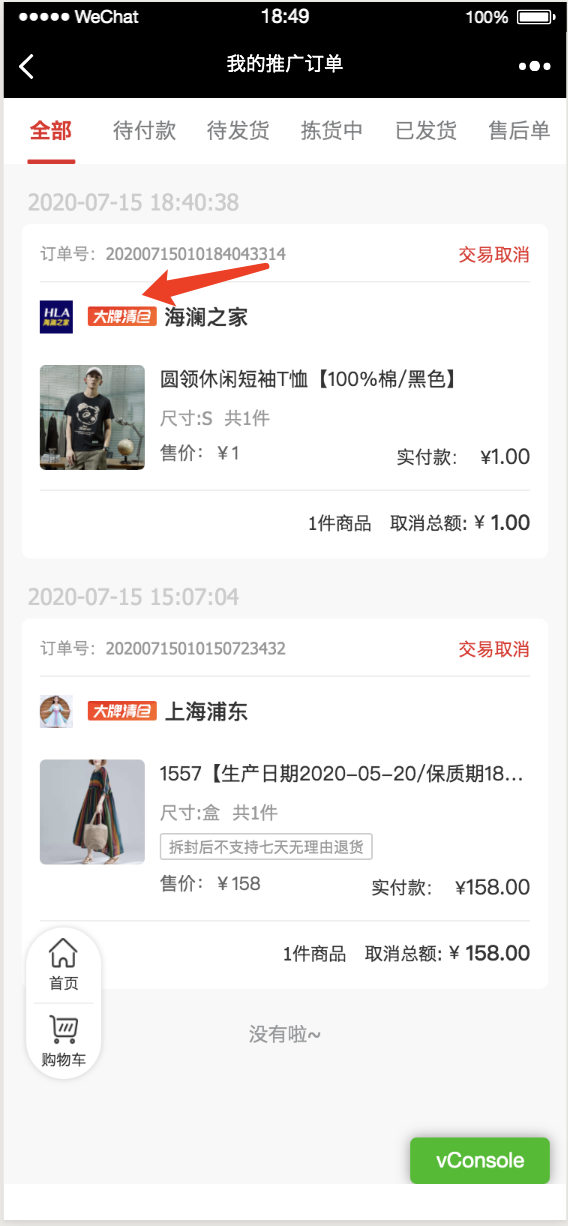 WeChat 18:49 100%
我的推广订单
全部 待付款 待发货 拣货中 已发货 售后单
2020-07-15 18:40:38
订单号: 20200715010184043314 交易取消
HLA
海澜之家
大牌清仓 海澜之家
圆领休闲短袖T恤【100%棉/黑色】
尺寸:S 共1件
售价: ¥1 实付款: ¥1.00
1件商品 取消总额: ¥ 1.00
2020-07-15 15:07:04
订单号: 20200715010150723432 交易取消
大牌清仓 上海浦东
1557【生产日期2020-05-20/保质期18...
尺寸:盒 共1件
拆封后不支持七天无理由退货
售价: ¥158 实付款: ¥158.00
1件商品 取消总额: ¥ 158.00
首页
没有啦~
购物车
vConsole